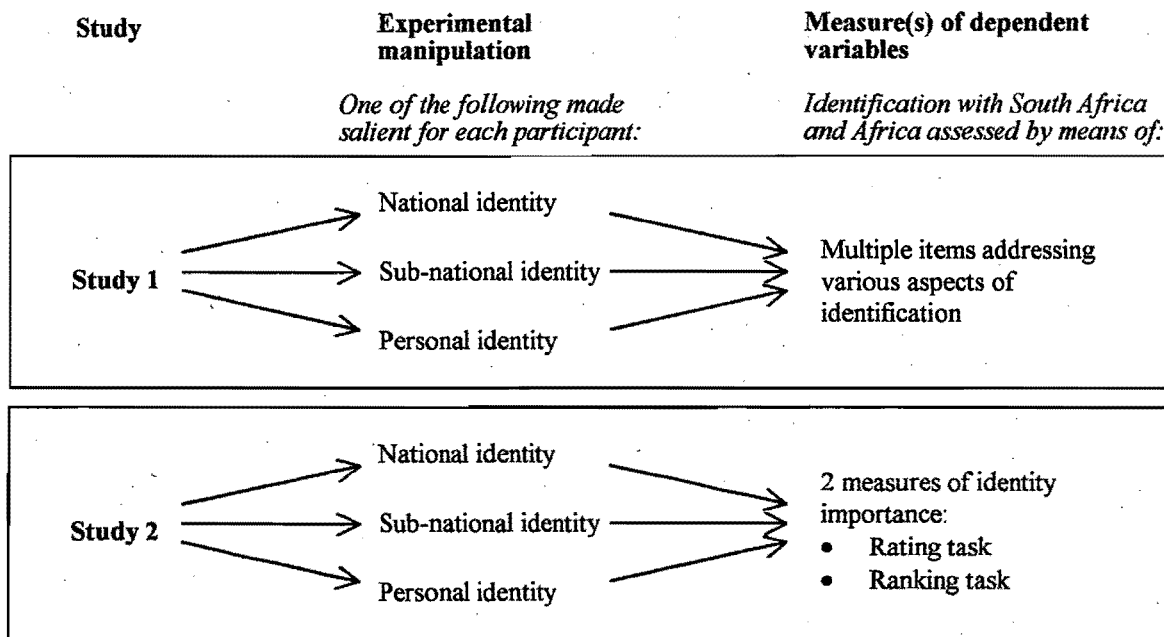 Study
Experimental
manipulation
Measure(s) of dependent
variables
One of the following made
salient for each participant:
Identification with South Africa
and Africa assessed by means of:
Study 1
National identity
Sub-national identity
Personal identity
Multiple items addressing
various aspects of
identification
Study 2
National identity
Sub-national identity
Personal identity
2 measures of identity
importance:
• Rating task
• Ranking task